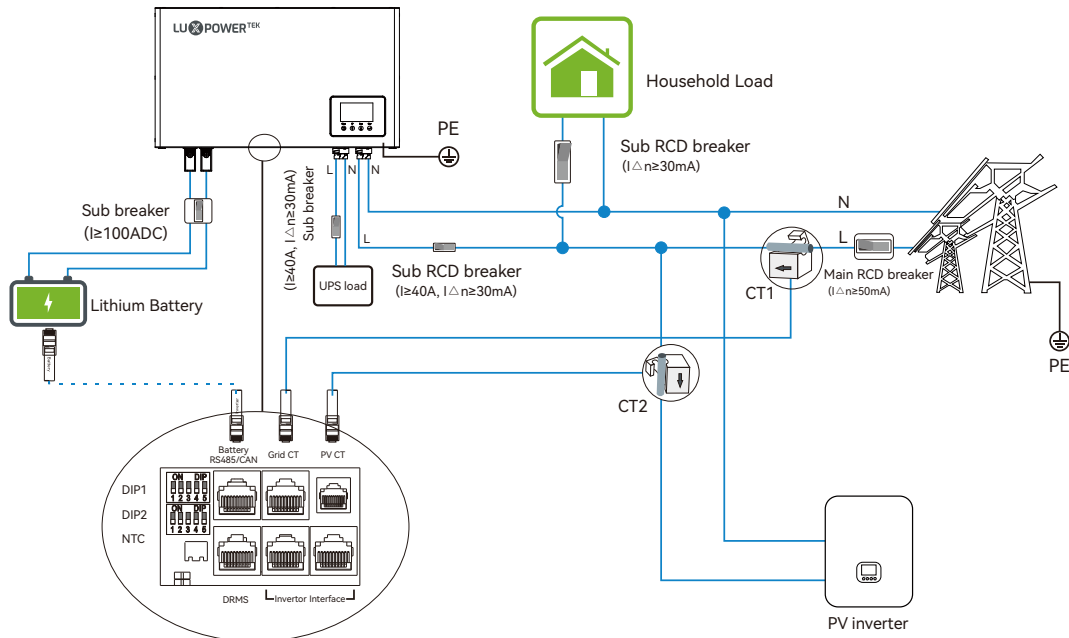 LUXPOWERTEK
PE
Household Load
Sub RCD breaker
(I△n≥30mA)
L
N
N
Sub breaker
(I≥40A, I△n≥30mA)
Sub breaker
(I≥100ADC)
N
L
L
Sub RCD breaker
(I≥40A, I△n≥30mA)
UPS load
Main RCD breaker
(I△n≥50mA)
CT1
PE
Lithium Battery
Battery
CT2
Battery
RS485/CAN
Grid CT
PV CT
ON DIP
1 2 3 4 5
DIP1
ON DIP
1 2 3 4 5
DIP2
NTC
DRMS
Invertor Interface
PV inverter